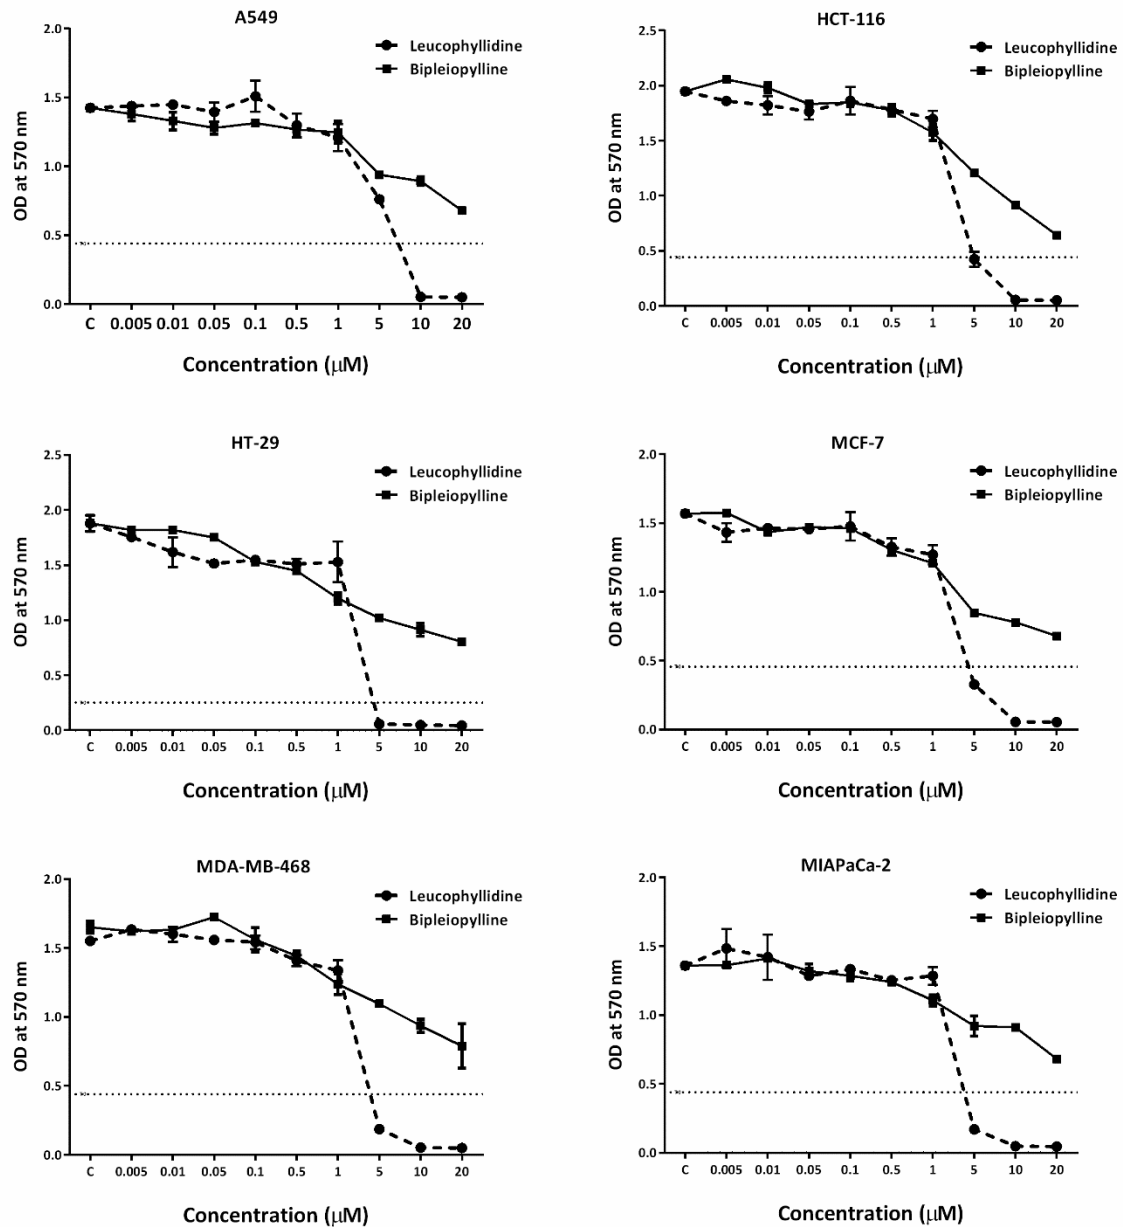 A549
OD at 570 nm
2.0
1.5
1.0
0.5
0.0
Leucophyllidine
Bipleiopylline
C 0.005 0.01 0.05 0.1 0.5 1 5 10 20
Concentration (μM)
HCT-116
OD at 570 nm
2.5
2.0
1.5
1.0
0.5
0.0
Leucophyllidine
Bipleiopylline
C 0.005 0.01 0.05 0.1 0.5 1 5 10 20
Concentration (μM)
HT-29
OD at 570 nm
2.5
2.0
1.5
1.0
0.5
0.0
Leucophyllidine
Bipleiopylline
C 0.005 0.01 0.05 0.1 0.5 1 5 10 20
Concentration (μM)
MCF-7
OD at 570 nm
2.0
1.5
1.0
0.5
0.0
Leucophyllidine
Bipleiopylline
C 0.005 0.01 0.05 0.1 0.5 1 5 10 20
Concentration (μM)
MDA-MB-468
OD at 570 nm
2.0
1.5
1.0
0.5
0.0
Leucophyllidine
Bipleiopylline
C 0.005 0.01 0.05 0.1 0.5 1 5 10 20
Concentration (μM)
MIAPaCa-2
OD at 570 nm
2.0
1.5
1.0
0.5
0.0
Leucophyllidine
Bipleiopylline
C 0.005 0.01 0.05 0.1 0.5 1 5 10 20
Concentration (μM)